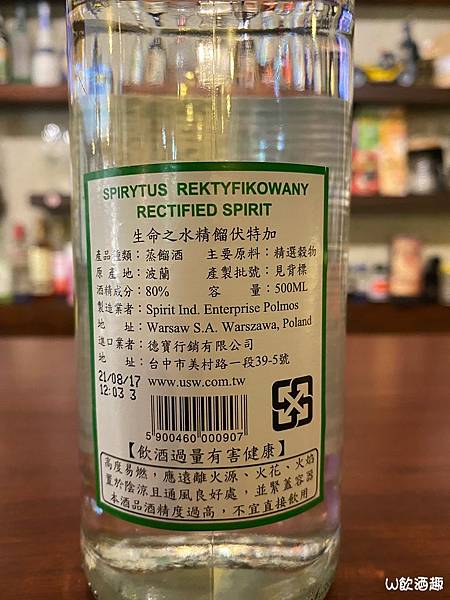 SPIRYTUS REKTYFIKOWANY
RECTIFIED SPIRIT
生命之水精餾伏特加
產品種類：蒸餾酒 主要原料：精選穀物
原產地：波蘭 產製批號：見背標
酒精成分：80% 容量：500ML
製造業者：Spirit Ind. Enterprise Polmos
地址：Warsaw S.A. Warszawa, Poland
進口業者：德寶行銷有限公司
地址：台中市美村路一段39-5號
21/08/17 www.usw.com.tw
12:03 3
5 900460 000907
【飲酒過量有害健康】
高度易燃，應遠離火源、火花、火焰
置於陰涼且通風良好處，並緊蓋容器
本酒品酒精度過高，不宜直接飲用
W飲酒趣